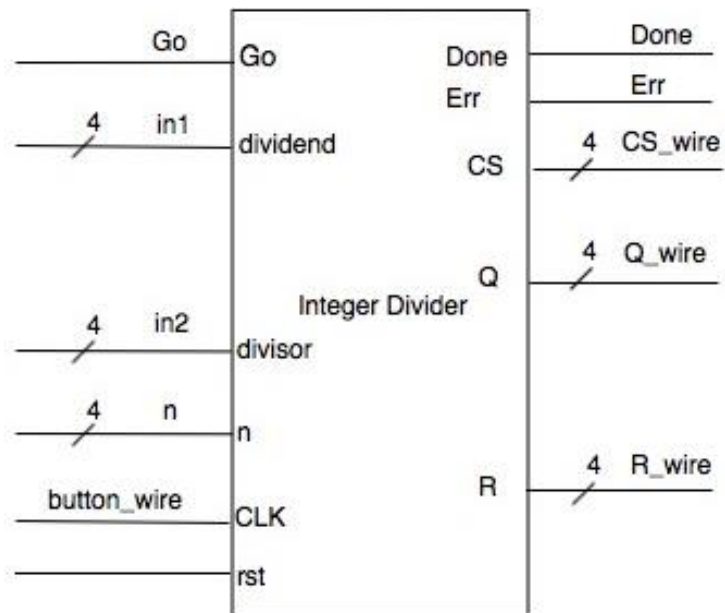 Go
Go
Done
Done
Err
Err
4 in1
dividend
CS
4 CS_wire
Q
4 Q_wire
Integer Divider
4 in2
divisor
4 n
n
R
4 R_wire
button_wire
CLK
rst